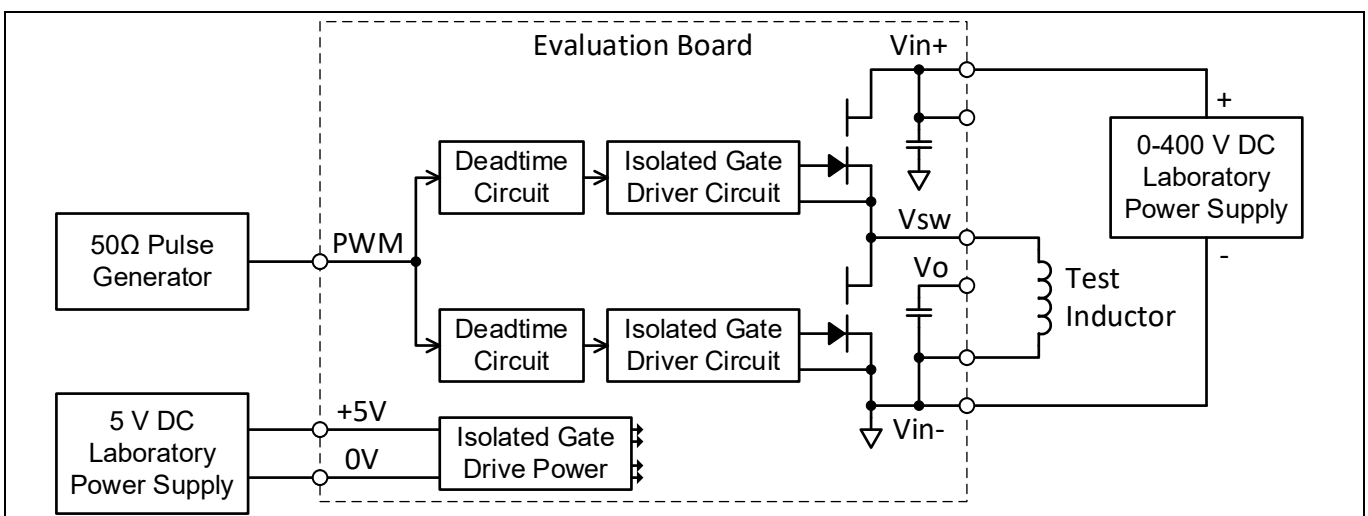 Evaluation Board
Vin+
+
0-400 V DC
Laboratory
Power Supply
-
Deadtime
Circuit
Isolated Gate
Driver Circuit
Vsw
50Ω Pulse
Generator
PWM
Vo
Test
Inductor
Deadtime
Circuit
Isolated Gate
Driver Circuit
5 V DC
Laboratory
Power Supply
+5V
0V
Isolated Gate
Drive Power
Vin-